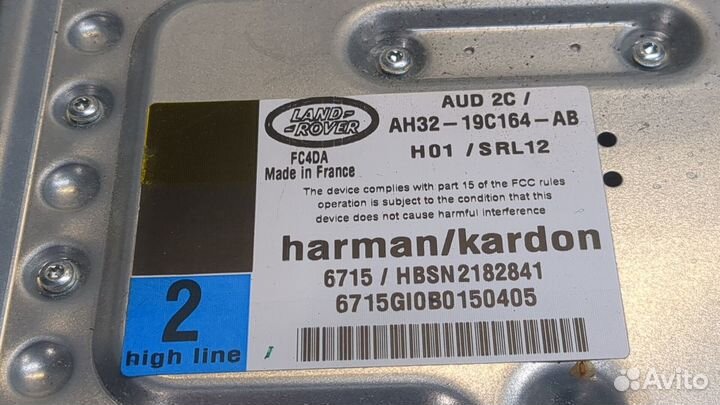 LAND-
-ROVER
FC4DA
Made in France
AUD 2C /
AH32-19C164-AB
H01 / SRL12
The device complies with part 15 of the FCC rules
operation is subject to the condition that this
device does not cause harmful interference
harman/kardon
6715 / HBSN2182841
6715GI0B0150405
2
high line
Avito